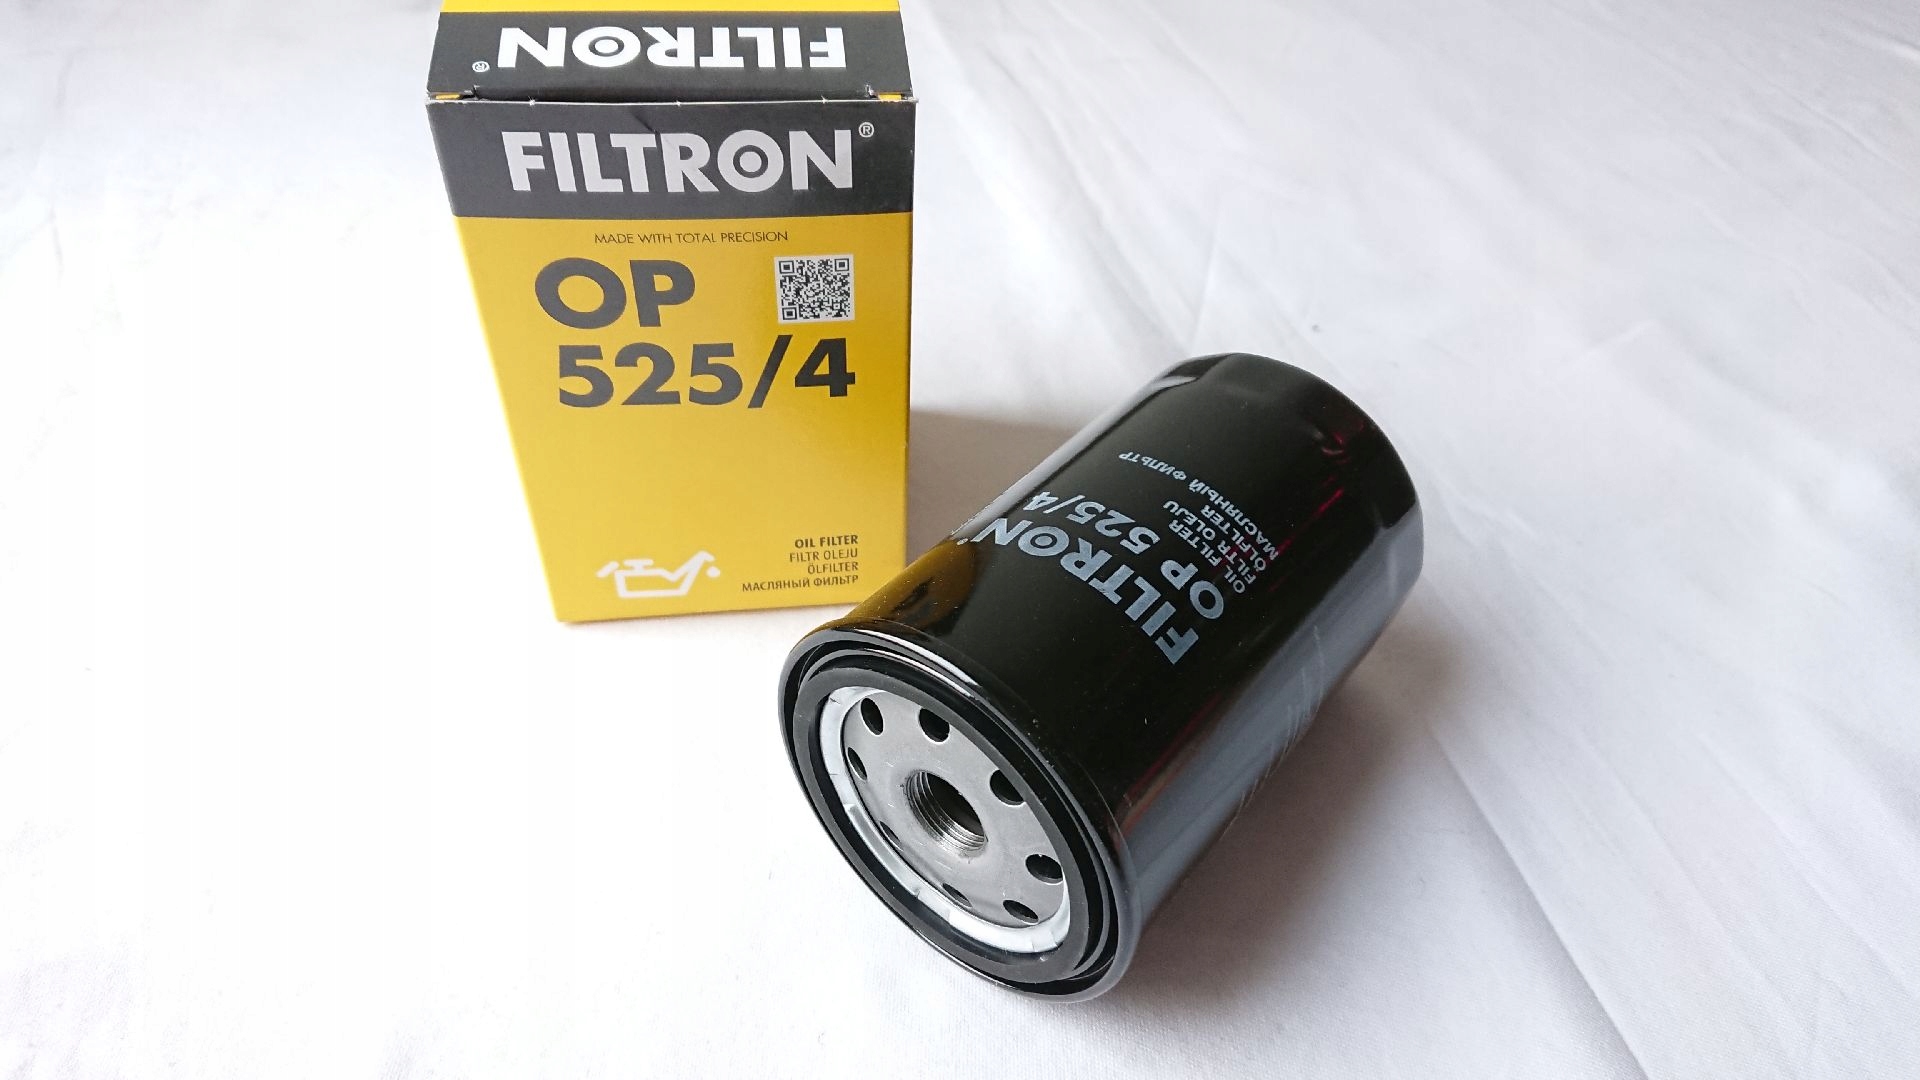 FILTRON®
FILTRON®
MADE WITH TOTAL PRECISION
OP
525/4
OIL FILTER
FILTR OLEJU
ÖLFILTER
МАСЛЯНЫЙ ФИЛЬТР
FILTRON®
OP 525/4
OIL FILTER
FILTR OLEJU
ÖLFILTER
МАСЛЯНЫЙ ФИЛЬТР